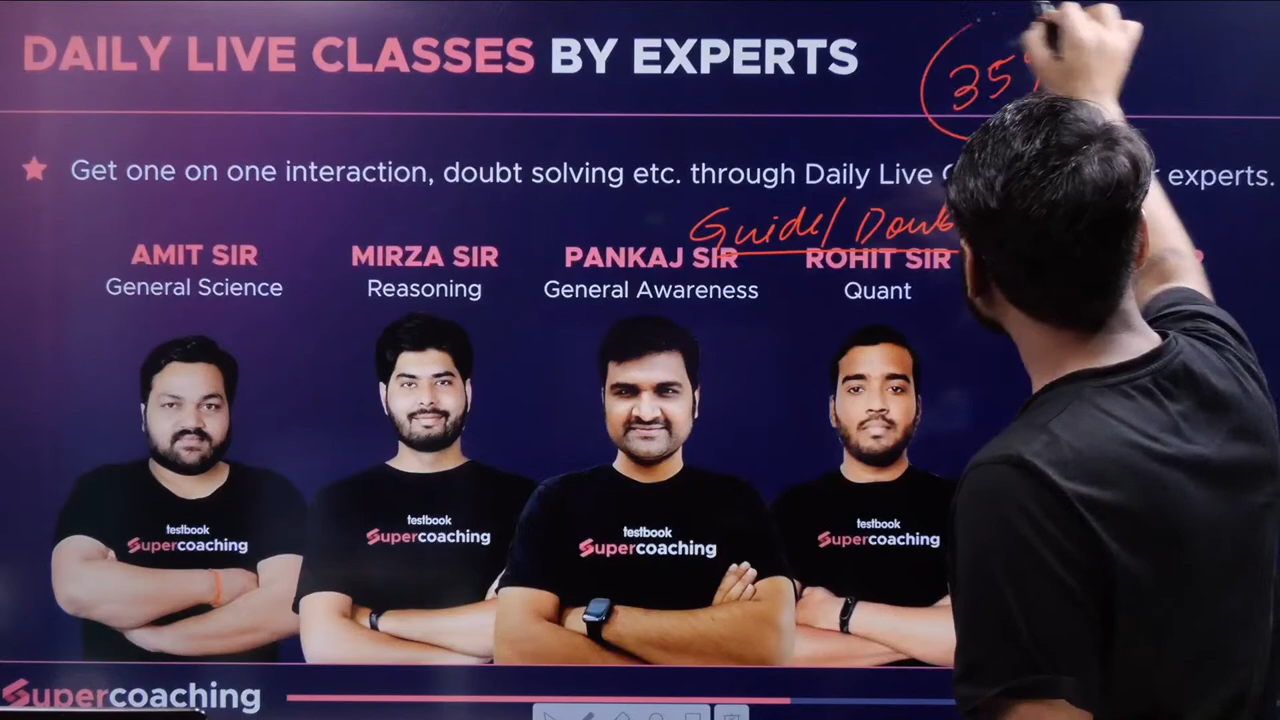 DAILY LIVE CLASSES BY EXPERTS
35
Get one on one interaction, doubt solving etc. through Daily Live experts.
Guide/ Doub
AMIT SIR
General Science
MIRZA SIR
Reasoning
PANKAJ SIR
General Awareness
ROHIT SIR
Quant
testbook
Supercoaching
testbook
Supercoaching
testbook
Supercoaching
testbook
Supercoaching
Supercoaching